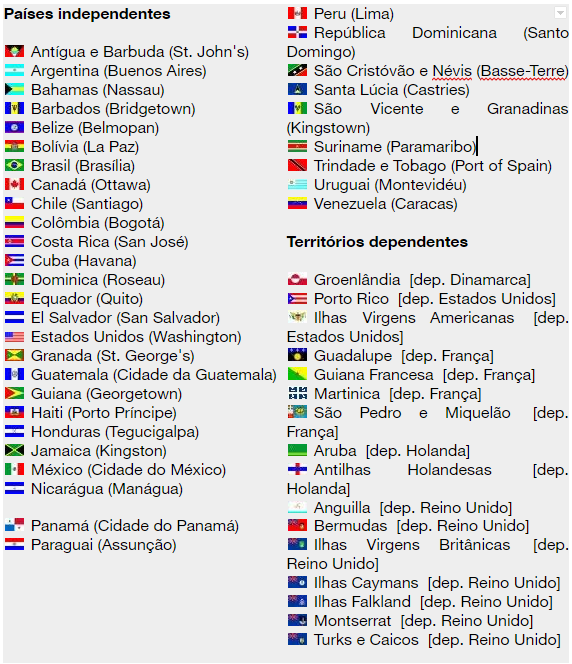 Países independentes
Antígua e Barbuda (St. John's)
Argentina (Buenos Aires)
Bahamas (Nassau)
Barbados (Bridgetown)
Belize (Belmopan)
Bolívia (La Paz)
Brasil (Brasília)
Canadá (Ottawa)
Chile (Santiago)
Colômbia (Bogotá)
Costa Rica (San José)
Cuba (Havana)
Dominica (Roseau)
Equador (Quito)
El Salvador (San Salvador)
Estados Unidos (Washington)
Granada (St. George's)
Guatemala (Cidade da Guatemala)
Guiana (Georgetown)
Haiti (Porto Príncipe)
Honduras (Tegucigalpa)
Jamaica (Kingston)
México (Cidade do México)
Nicarágua (Manágua)
Panamá (Cidade do Panamá)
Paraguai (Assunção)
Peru (Lima)
República Dominicana (Santo
Domingo)
São Cristóvão e Névis (Basse-Terre)
Santa Lúcia (Castries)
São Vicente e Granadinas
(Kingstown)
Suriname (Paramaribo)
Trindade e Tobago (Port of Spain)
Uruguai (Montevidéu)
Venezuela (Caracas)
Territórios dependentes
Groenlândia [dep. Dinamarca]
Porto Rico [dep. Estados Unidos]
Ilhas Virgens Americanas [dep.
Estados Unidos]
Guadalupe [dep. França]
Guiana Francesa [dep. França]
Martinica [dep. França]
São Pedro e Miquelão [dep.
França]
Aruba [dep. Holanda]
Antilhas Holandesas [dep.
Holanda]
Anguilla [dep. Reino Unido]
Bermudas [dep. Reino Unido]
Ilhas Virgens Britânicas [dep.
Reino Unido]
Ilhas Caymans [dep. Reino Unido]
Ilhas Falkland [dep. Reino Unido]
Montserrat [dep. Reino Unido]
Turks e Caicos [dep. Reino Unido]